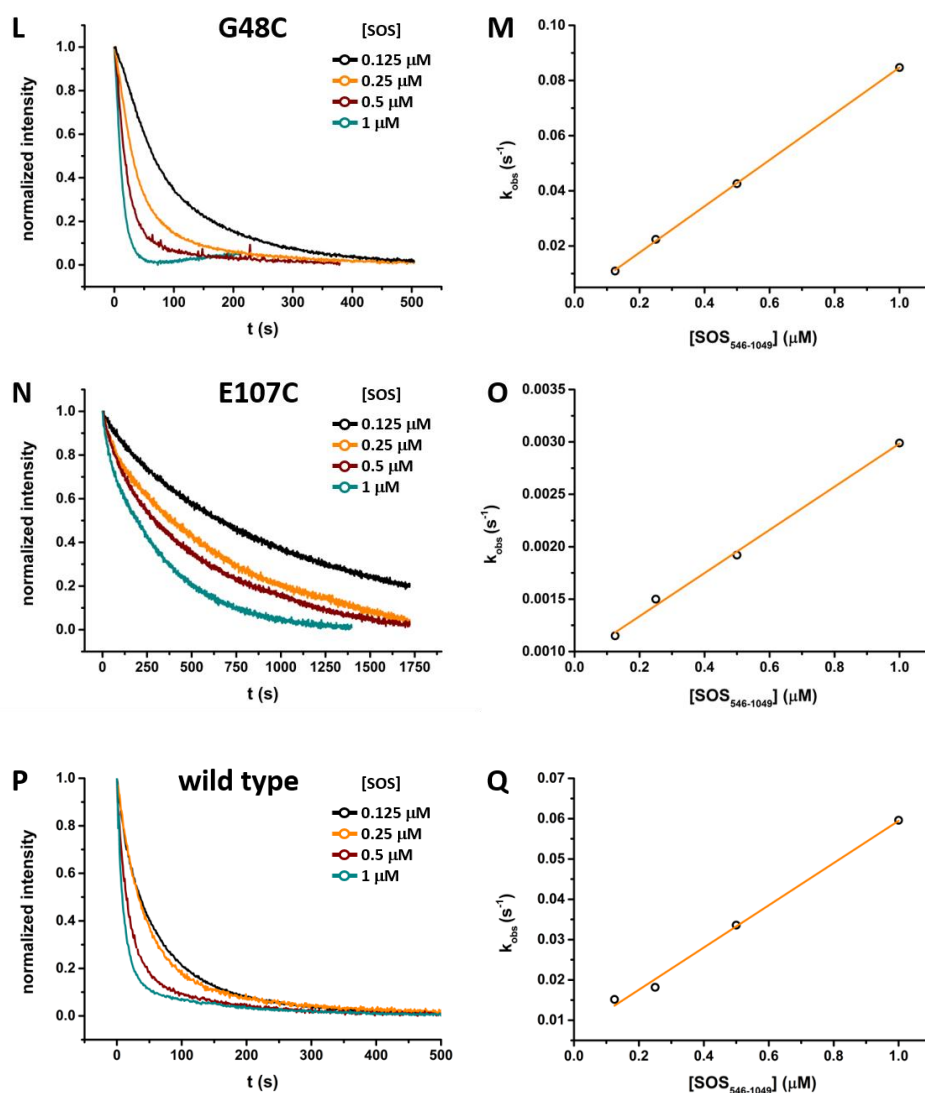 L G48C [SOS]
0.125 μM
0.25 μM
0.5 μM
1 μM
normalized intensity
1.0
0.8
0.6
0.4
0.2
0.0
0 100 200 300 400 500
t (s)
M
k_obs (s⁻¹)
0.10
0.08
0.06
0.04
0.02
0.0 0.2 0.4 0.6 0.8 1.0
[SOS₅₄₆₋₁₀₄₉] (μM)
N E107C [SOS]
0.125 μM
0.25 μM
0.5 μM
1 μM
normalized intensity
1.0
0.8
0.6
0.4
0.2
0.0
0 250 500 750 1000 1250 1500 1750
t (s)
O
k_obs (s⁻¹)
0.0035
0.0030
0.0025
0.0020
0.0015
0.0010
0.0 0.2 0.4 0.6 0.8 1.0
[SOS₅₄₆₋₁₀₄₉] (μM)
P wild type [SOS]
0.125 μM
0.25 μM
0.5 μM
1 μM
normalized intensity
1.0
0.8
0.6
0.4
0.2
0.0
0 100 200 300 400 500
t (s)
Q
k_obs (s⁻¹)
0.07
0.06
0.05
0.04
0.03
0.02
0.01
0.0 0.2 0.4 0.6 0.8 1.0
[SOS₅₄₆₋₁₀₄₉] (μM)